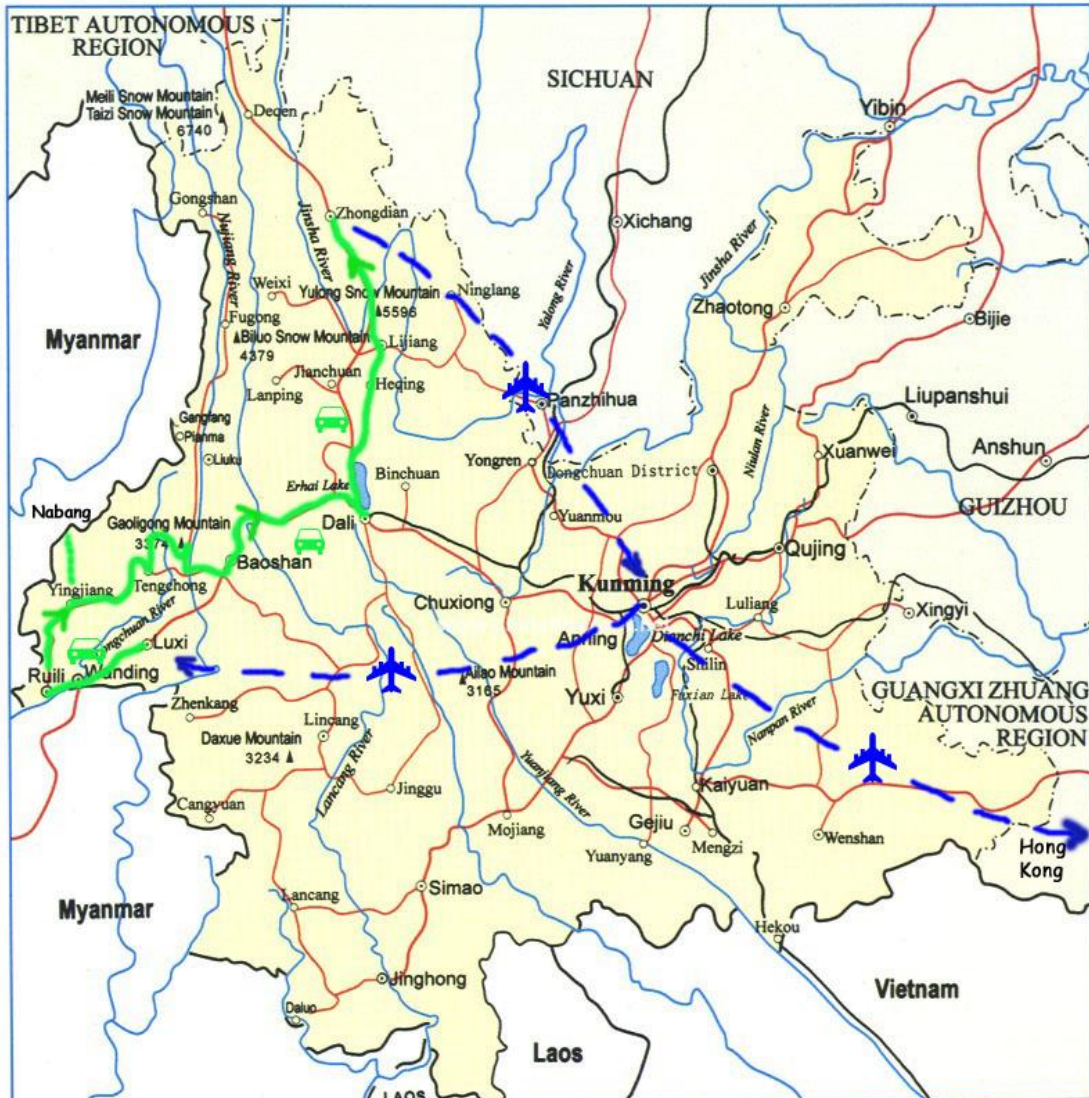 TIBET AUTONOMOUS
REGION
SICHUAN
Meili Snow Mountain
Taizi Snow Mountain
6740
Deqen
Yibin
Gongshan
Nujiang River
Jinsha River
Zhongdian
Xichang
Jinsha River
Weixi
Yulong Snow Mountain
5596
Ninglang
Yalong River
Zhaotong
Myanmar
Fugong
Biluo Snow Mountain
4379
Lijiang
Bijie
Jianchuan
Lanping
Heqing
Panzhihua
Liupanshui
Gangfang
Pianma
Liuku
Yongren
Dongchuan District
Niulan River
Xuanwei
Anshun
Binchuan
Erhai Lake
Nabang
Gaoligong Mountain
3374
Dali
Yuanmou
GUIZHOU
Baoshan
Qujing
Yingjiang
Tengchong
Kunming
Chuxiong
Luliang
Xingyi
Luxi
Anning
Dianchi Lake
Shilin
Ruili
Wanding
Ailao Mountain
3165
Yuxi
Fuxian Lake
GUANGXI ZHUANG
AUTONOMOUS
REGION
Zhenkang
Lincang
Nanpan River
Daxue Mountain
3234
Lancang River
Yuanjiang River
Jinggu
Kaiyuan
Cangyuan
Mojiang
Gejiu
Mengzi
Wenshan
Yuanyang
Hong
Kong
Myanmar
Lancang
Simao
Hekou
Jinghong
Vietnam
Daluo
Laos
LAOS